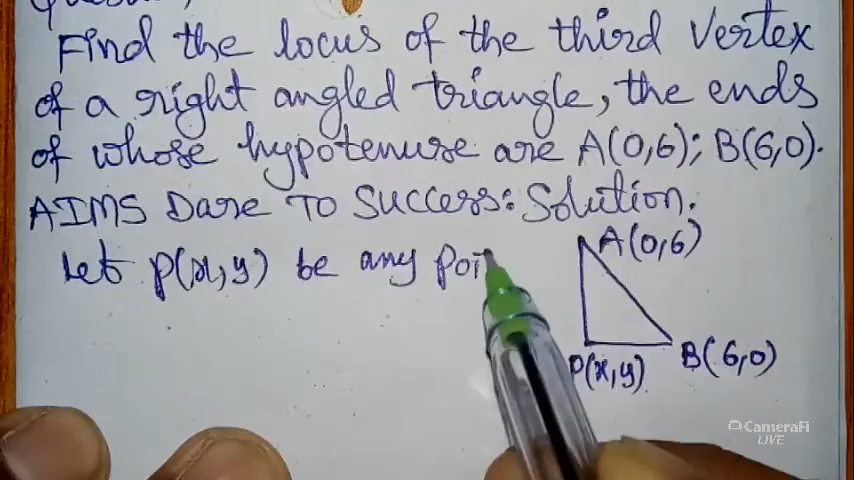 Find the locus of the third vertex
of a right angled triangle, the ends
of whose hypotenuse are A(0,6); B(6,0).
AIMS Dare To Success: Solution.
A(0,6)
Let P(x,y) be any poi
P(x,y)
B(6,0)
CameraFi
LIVE